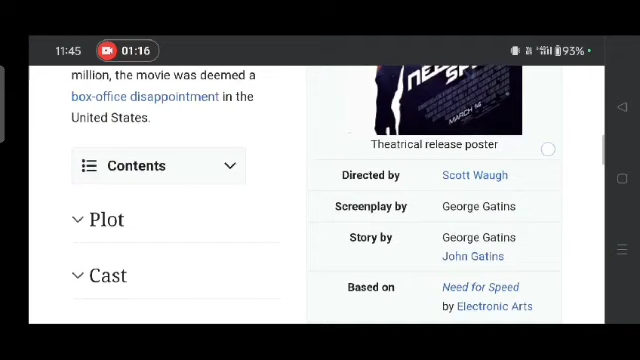 11:45
01:16
93%
million, the movie was deemed a
box-office disappointment in the
United States.
Contents
Plot
Cast
MARCH 14
Theatrical release poster
Directed by Scott Waugh
Screenplay by George Gatins
Story by George Gatins
John Gatins
Based on Need for Speed
by Electronic Arts